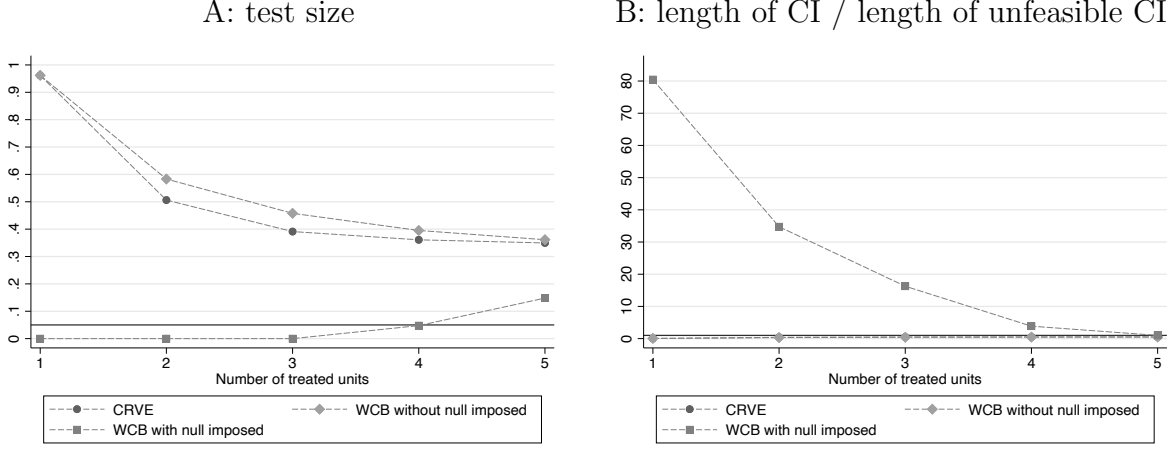 A: test size
1
.9
.8
.7
.6
.5
.4
.3
.2
.1
0
1 2 3 4 5
Number of treated units
CRVE
WCB without null imposed
WCB with null imposed
B: length of CI / length of unfeasible CI
80
70
60
50
40
30
20
10
0
1 2 3 4 5
Number of treated units
CRVE
WCB without null imposed
WCB with null imposed